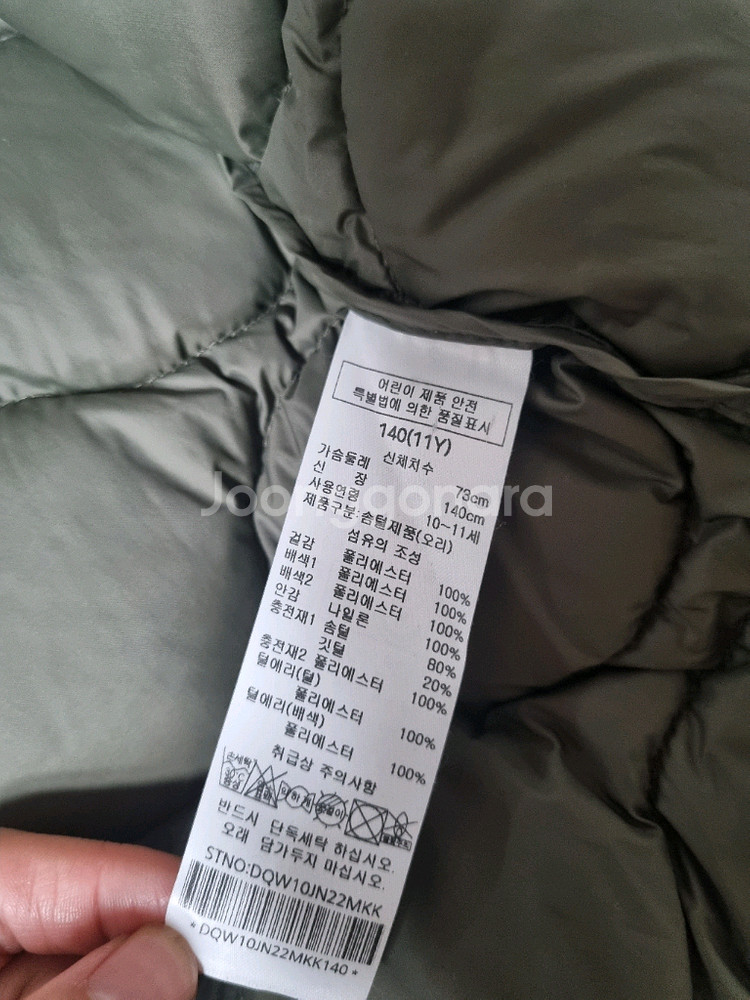 어린이 제품 안전
특별법에 의한 품질표시
140(11Y)
신체치수
가슴둘레 73cm
신 장 140cm
사용연령 10~11세
제품구분:솜털제품(오리)
섬유의 조성
겉감 폴리에스터 100%
배색1 폴리에스터 100%
배색2 폴리에스터 100%
안감 나일론 100%
충전재1 솜털 80%
깃털 20%
충전재2 폴리에스터 100%
털애리(털)
폴리에스터 100%
털애리(배색)
폴리에스터 100%
취급상 주의사항
반드시 단독세탁 하십시오.
오래 담가두지 마십시오.
STNO:DQW10JN22MKK
*DQW10JN22MKK140*
Joonggonara